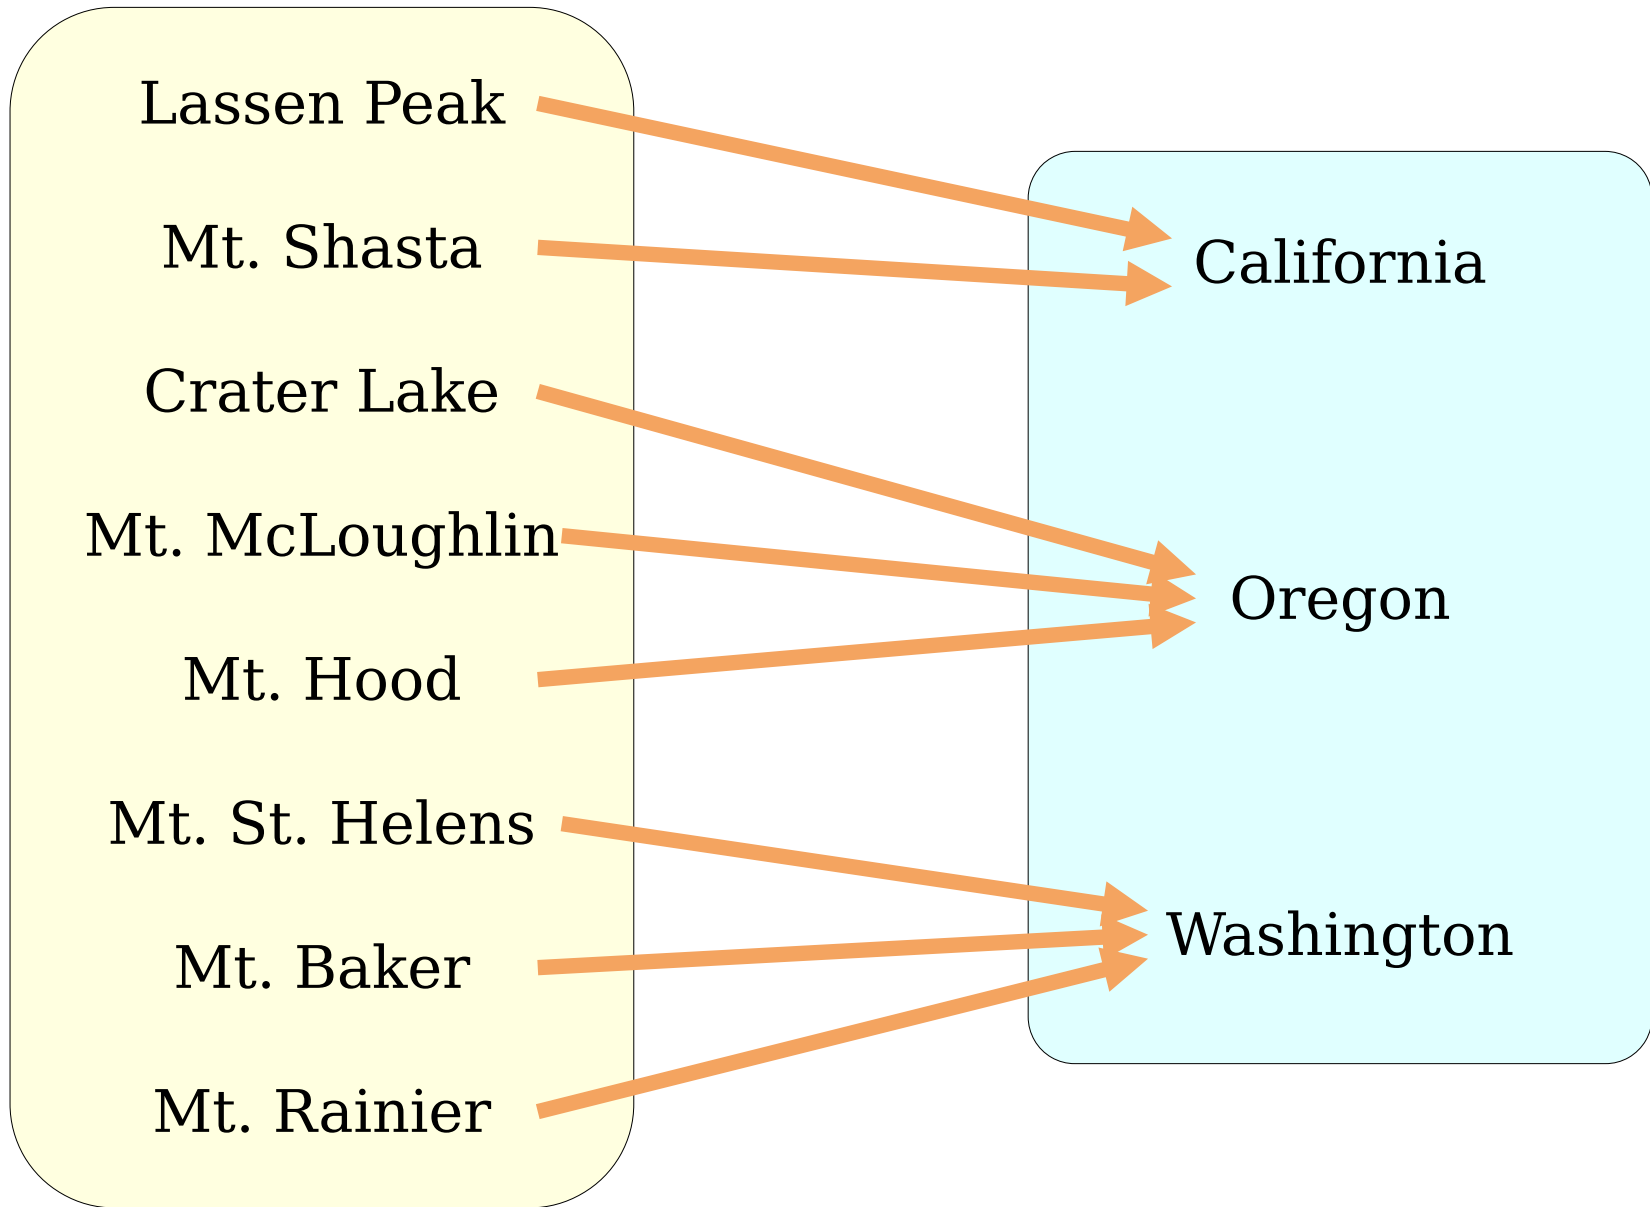 Lassen Peak
Mt. Shasta
Crater Lake
Mt. McLoughlin
Mt. Hood
Mt. St. Helens
Mt. Baker
Mt. Rainier
California
Oregon
Washington